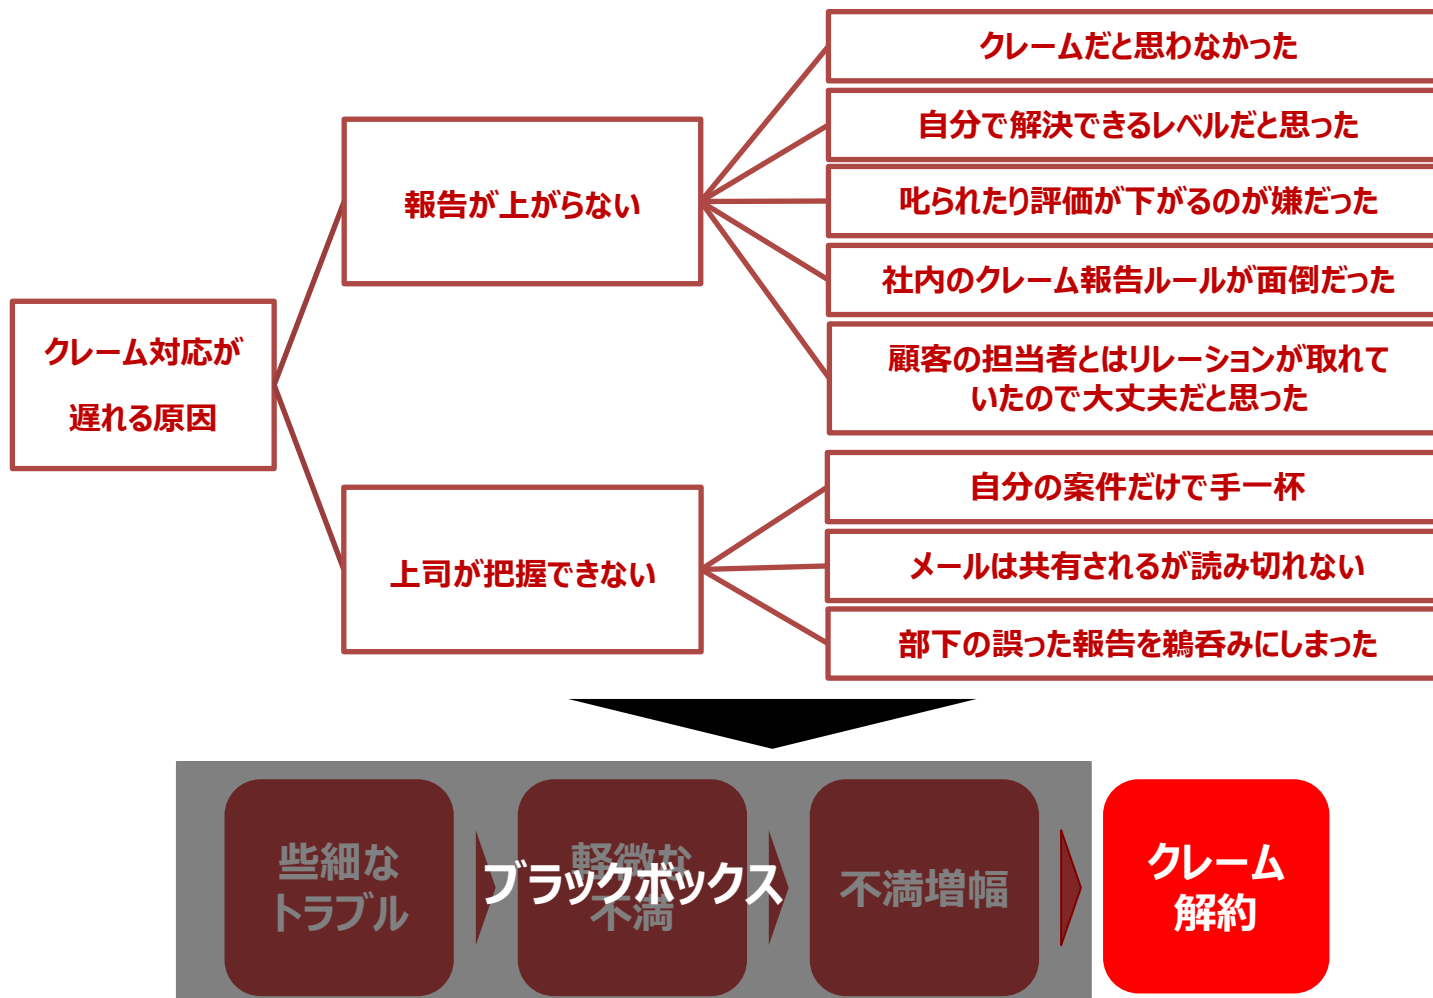 クレームだと思わなかった
自分で解決できるレベルだと思った
報告が上がらない
叱られたり評価が下がるのが嫌だった
社内のクレーム報告ルールが面倒だった
クレーム対応が
遅れる原因
顧客の担当者とはリレーションが取れて
いたので大丈夫だと思った
自分の案件だけで手一杯
上司が把握できない
メールは共有されるが読み切れない
部下の誤った報告を鵜呑みにしまった
些細な
トラブル
軽微な
不満
ブラックボックス
不満増幅
クレーム
解約